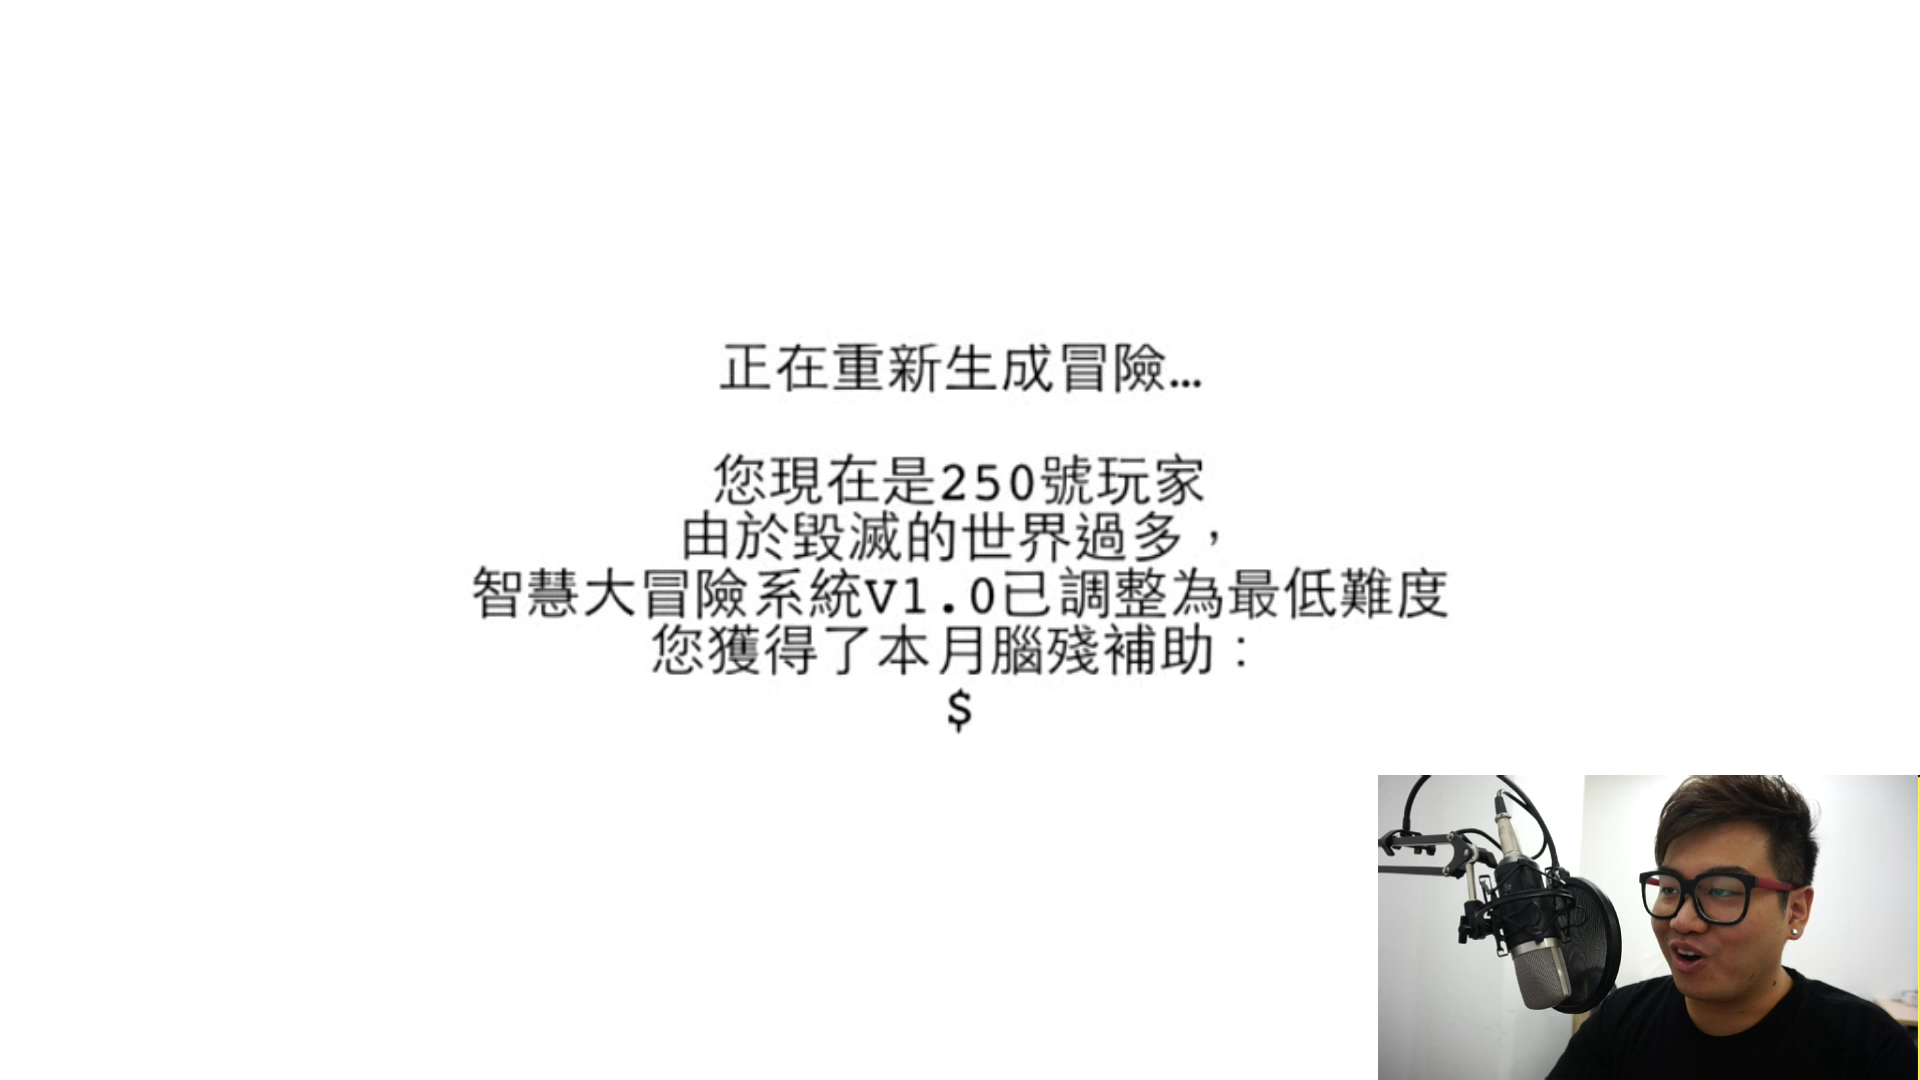 正在重新生成冒險…
您現在是250號玩家
由於毀滅的世界過多，
智慧大冒險系統V1.0已調整為最低難度
您獲得了本月腦殘補助：
$